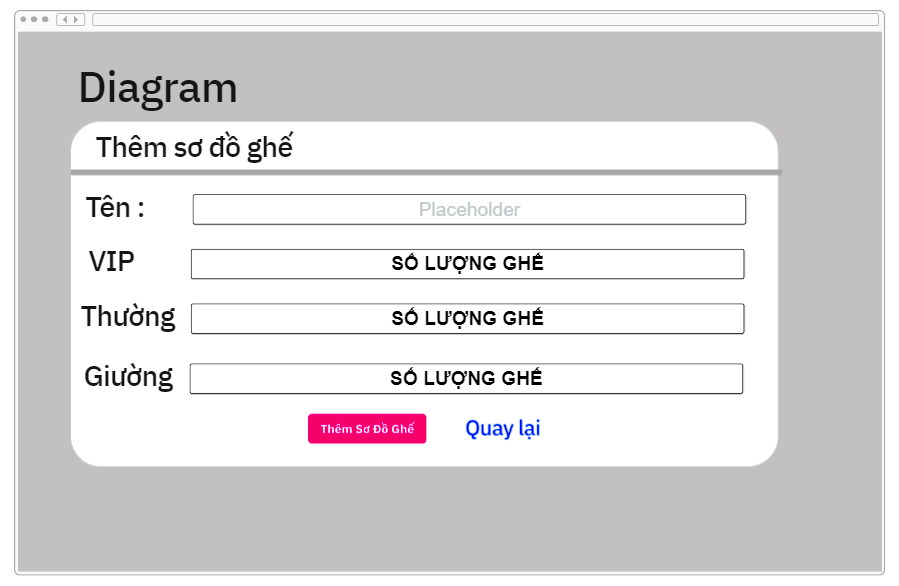 Diagram
Thêm sơ đồ ghế
Tên :
Placeholder
VIP
SỐ LƯỢNG GHẾ
Thường
SỐ LƯỢNG GHẾ
Giường
SỐ LƯỢNG GHẾ
Thêm Sơ Đồ Ghế
Quay lại